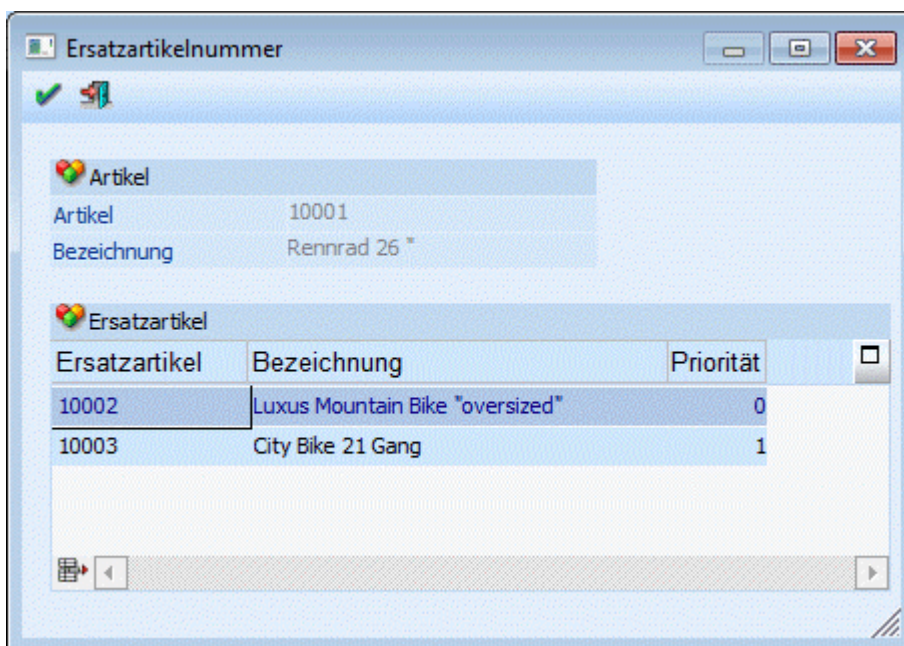 Ersatzartikelnummer
Artikel
Artikel 10001
Bezeichnung Rennrad 26 "
Ersatzartikel
Ersatzartikel Bezeichnung Priorität
10002 Luxus Mountain Bike "oversized" 0
10003 City Bike 21 Gang 1